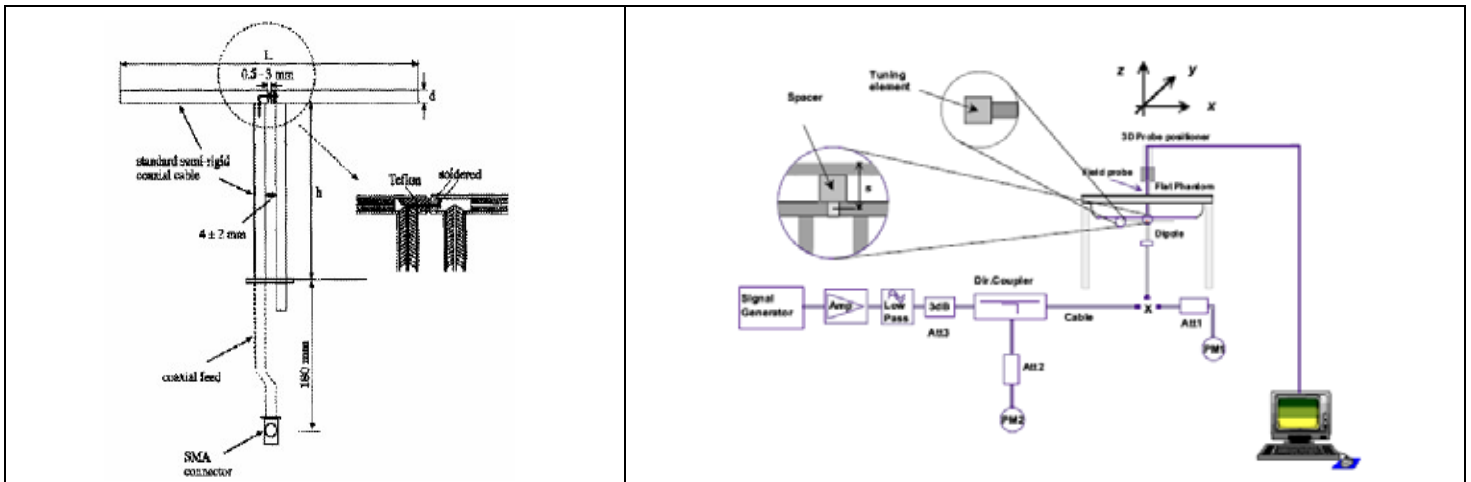 L
0.5 - 3 mm
d
standard semi-rigid
coaxial cable
h
4 ± 2 mm
Teflon
soldered
coaxial feed
180 mm
SMA
connector
Tuning
element
Spacer
s
z
y
x
3D Probe positioner
Field probe
Flat Phantom
Dipole
Signal
Generator
Amp
Low
Pass
3dB
Att3
Dir.Coupler
Cable
X
Att1
PM1
Att2
PM2